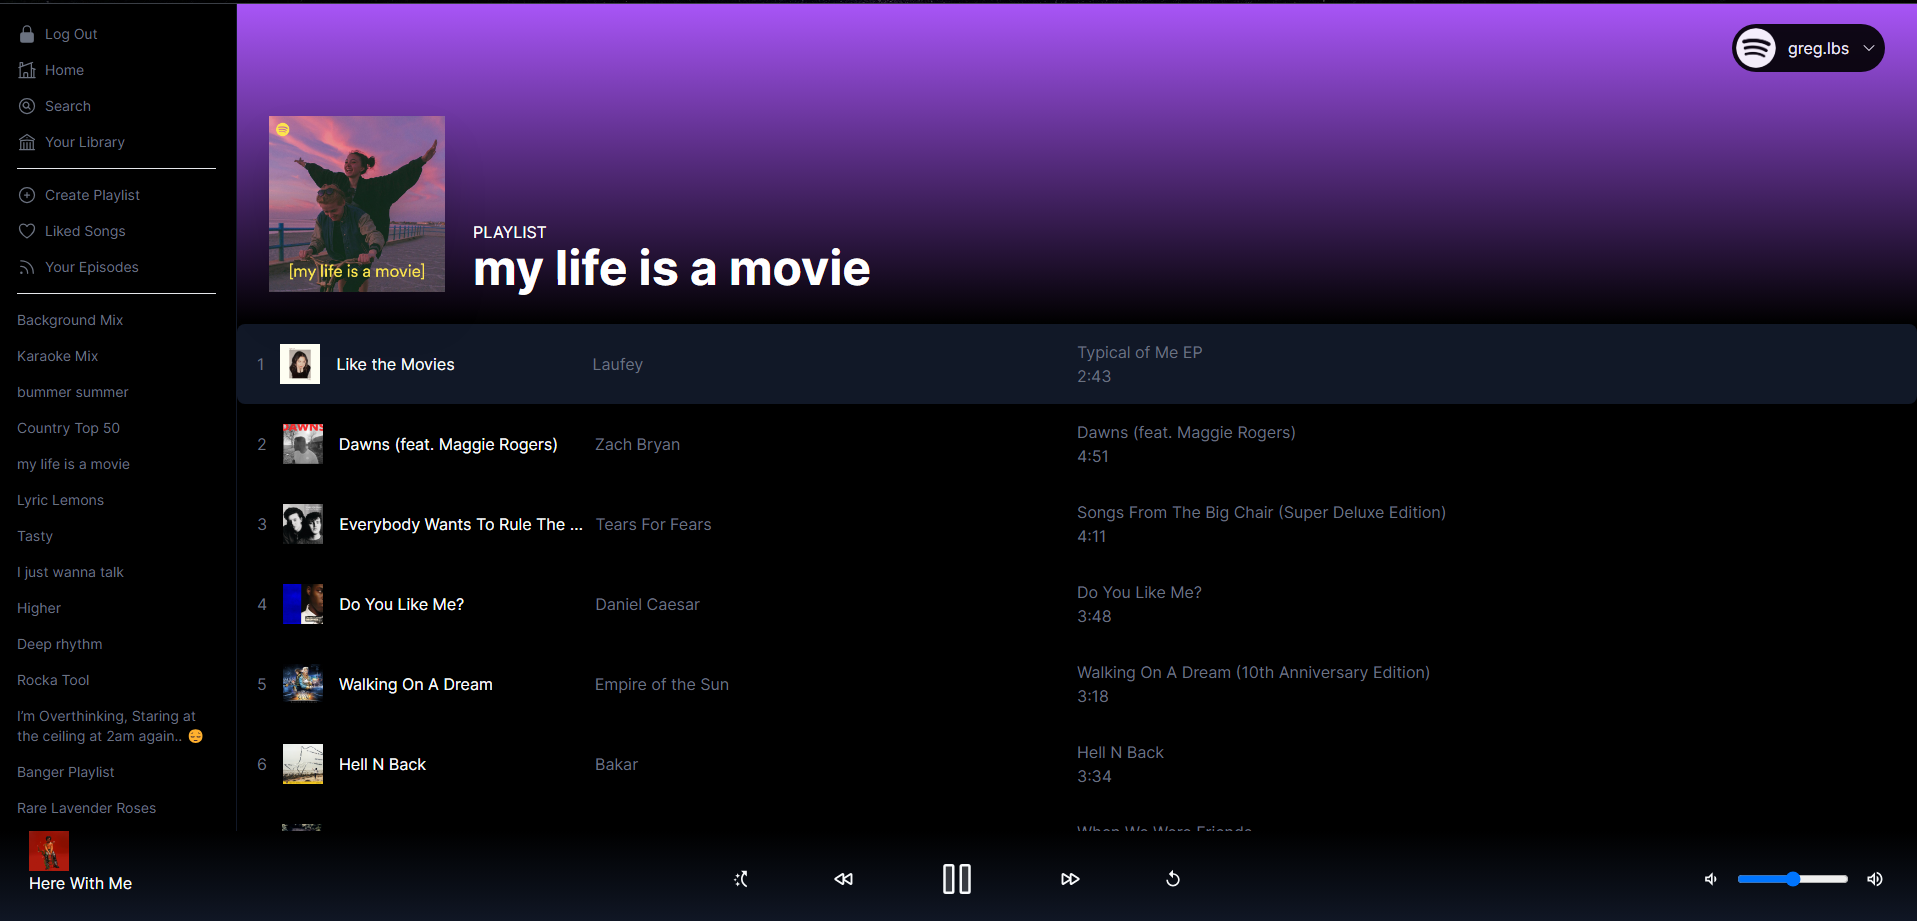 Log Out
Home
Search
Your Library
Create Playlist
Liked Songs
Your Episodes
Background Mix
Karaoke Mix
bummer summer
Country Top 50
my life is a movie
Lyric Lemons
Tasty
I just wanna talk
Higher
Deep rhythm
Rocka Tool
I'm Overthinking, Staring at
the ceiling at 2am again.. 😔
Banger Playlist
Rare Lavender Roses
greg.lbs
[my life is a movie]
PLAYLIST
my life is a movie
1 Like the Movies Laufey Typical of Me EP
2:43
2 Dawns (feat. Maggie Rogers) Zach Bryan Dawns (feat. Maggie Rogers)
4:51
3 Everybody Wants To Rule The ... Tears For Fears Songs From The Big Chair (Super Deluxe Edition)
4:11
4 Do You Like Me? Daniel Caesar Do You Like Me?
3:48
5 Walking On A Dream Empire of the Sun Walking On A Dream (10th Anniversary Edition)
3:18
6 Hell N Back Bakar Hell N Back
3:34
When We Were Friends
Here With Me